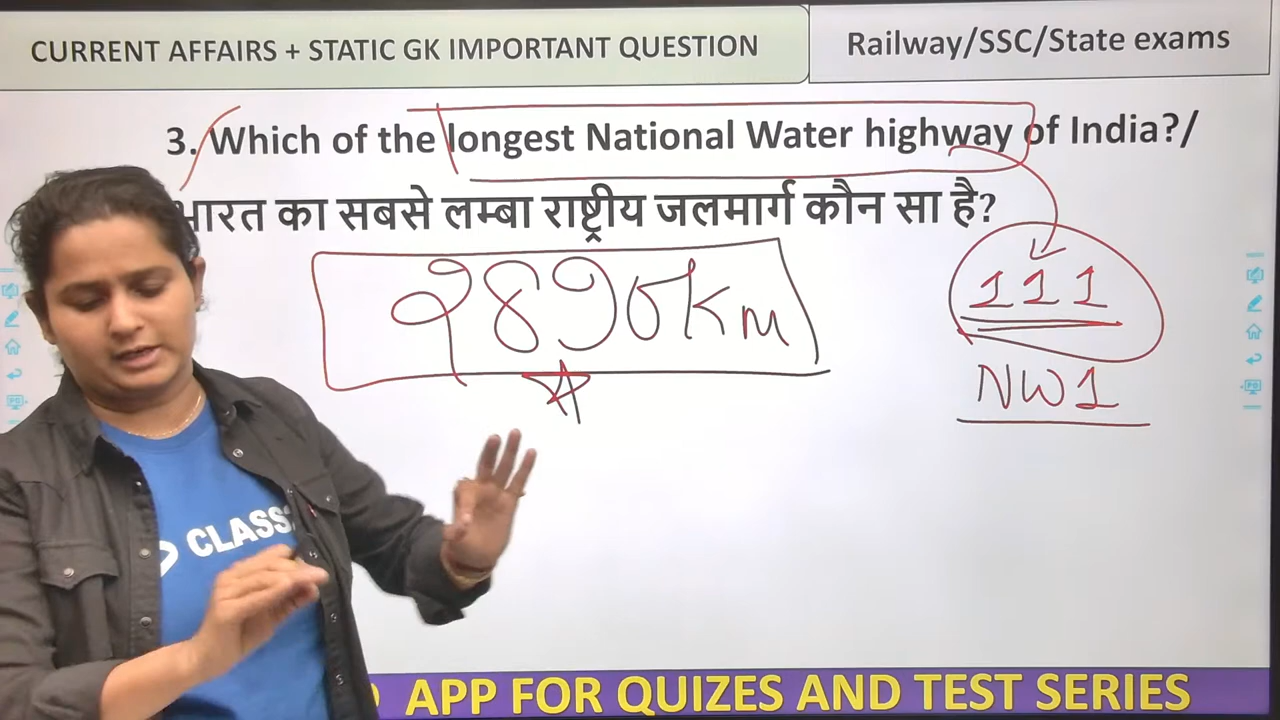 CURRENT AFFAIRS + STATIC GK IMPORTANT QUESTION
Railway/SSC/State exams
3. Which of the longest National Water highway of India?/
भारत का सबसे लम्बा राष्ट्रीय जलमार्ग कौन सा है?
Km
111
NW1
CLASS
APP FOR QUIZES AND TEST SERIES